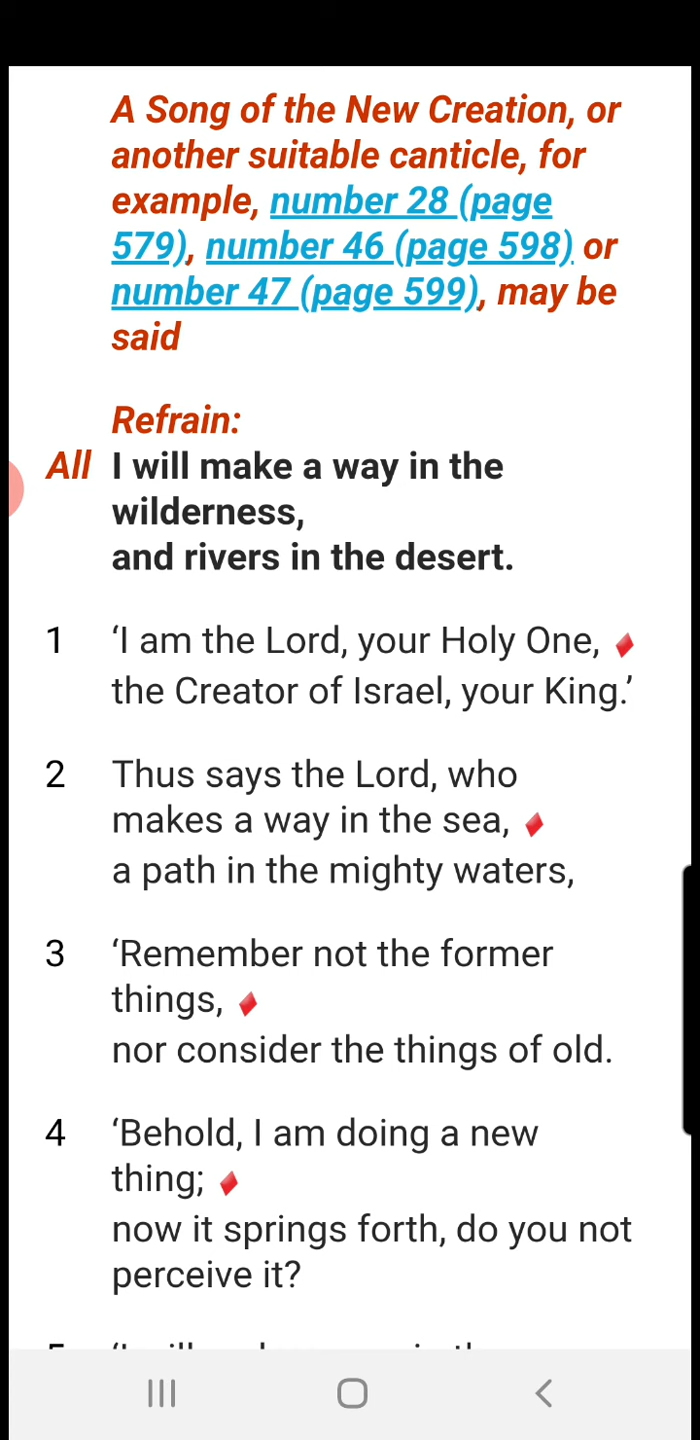 A Song of the New Creation, or
another suitable canticle, for
example, number 28 (page
579), number 46 (page 598) or
number 47 (page 599), may be
said
Refrain:
All I will make a way in the
wilderness,
and rivers in the desert.
1 ‘I am the Lord, your Holy One, ♦
the Creator of Israel, your King.’
2 Thus says the Lord, who
makes a way in the sea, ♦
a path in the mighty waters,
3 ‘Remember not the former
things, ♦
nor consider the things of old.
4 ‘Behold, I am doing a new
thing; ♦
now it springs forth, do you not
perceive it?